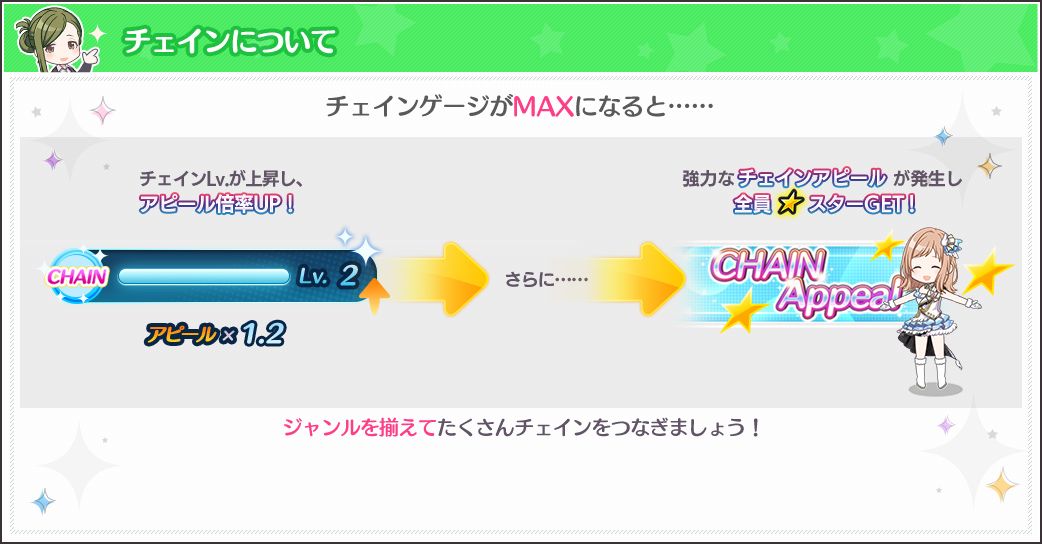 チェインについて
チェインゲージがMAXになると……
チェインLv.が上昇し、
アピール倍率UP！
CHAIN
Lv. 2
アピール×1.2
さらに……
強力なチェインアピールが発生し
全員スターGET！
CHAIN
Appeal
ジャンルを揃えてたくさんチェインをつなぎましょう！